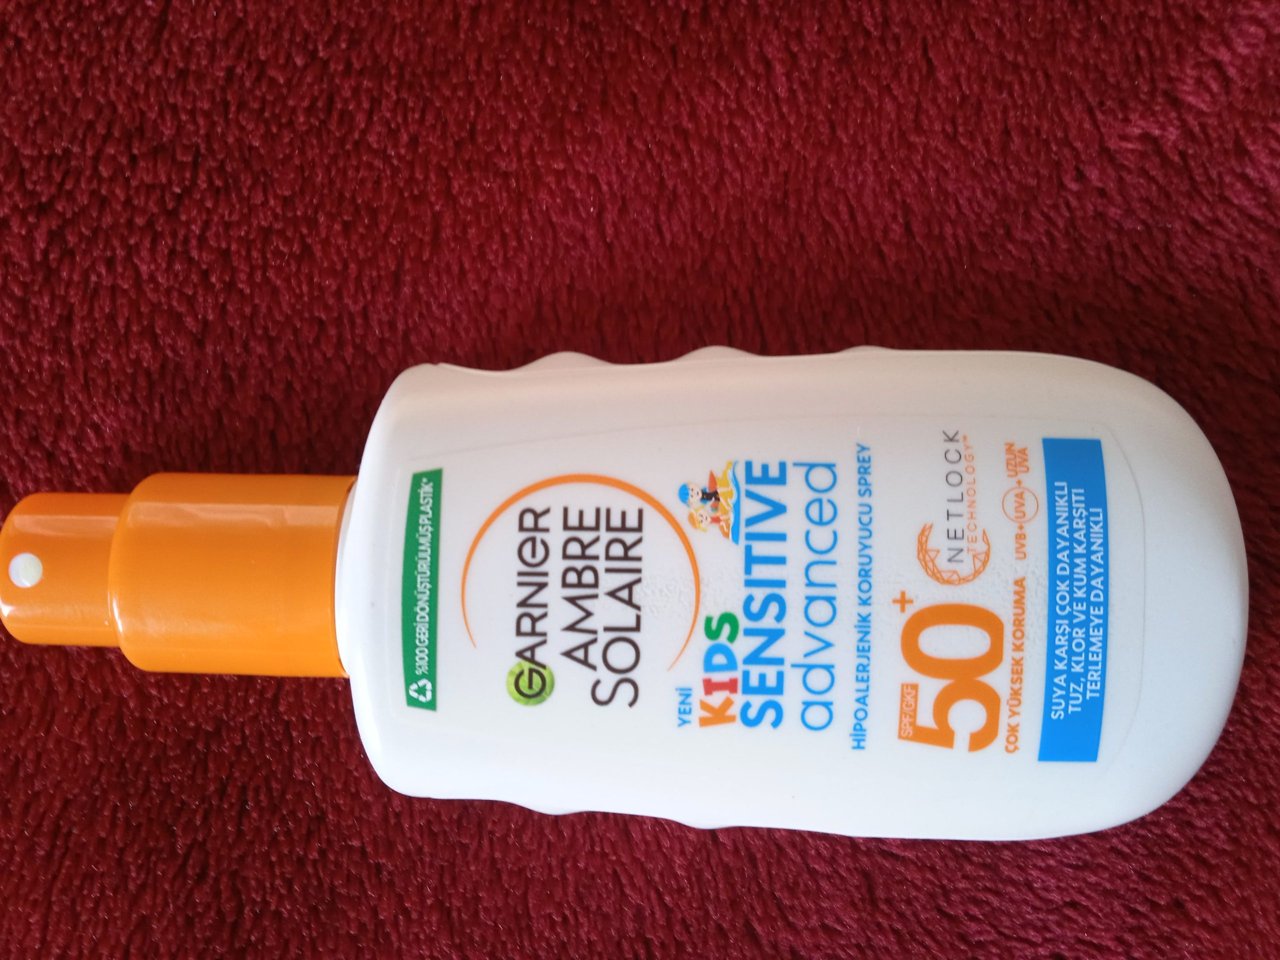 %100 GERİ DÖNÜŞTÜRÜLMÜŞ PLASTİK*
GARNIER
AMBRE
SOLAIRE
YENİ
KIDS
SENSITIVE
advanced
HİPOALERJENİK KORUYUCU SPREY
SPF/GKF
50+
NETLOCK
TECHNOLOGY™
ÇOK YÜKSEK KORUMA UVB+UVA+ UZUN UVA
SUYA KARŞI ÇOK DAYANIKLI
TUZ, KLOR VE KUM KARŞITI
TERLEMEYE DAYANIKLI